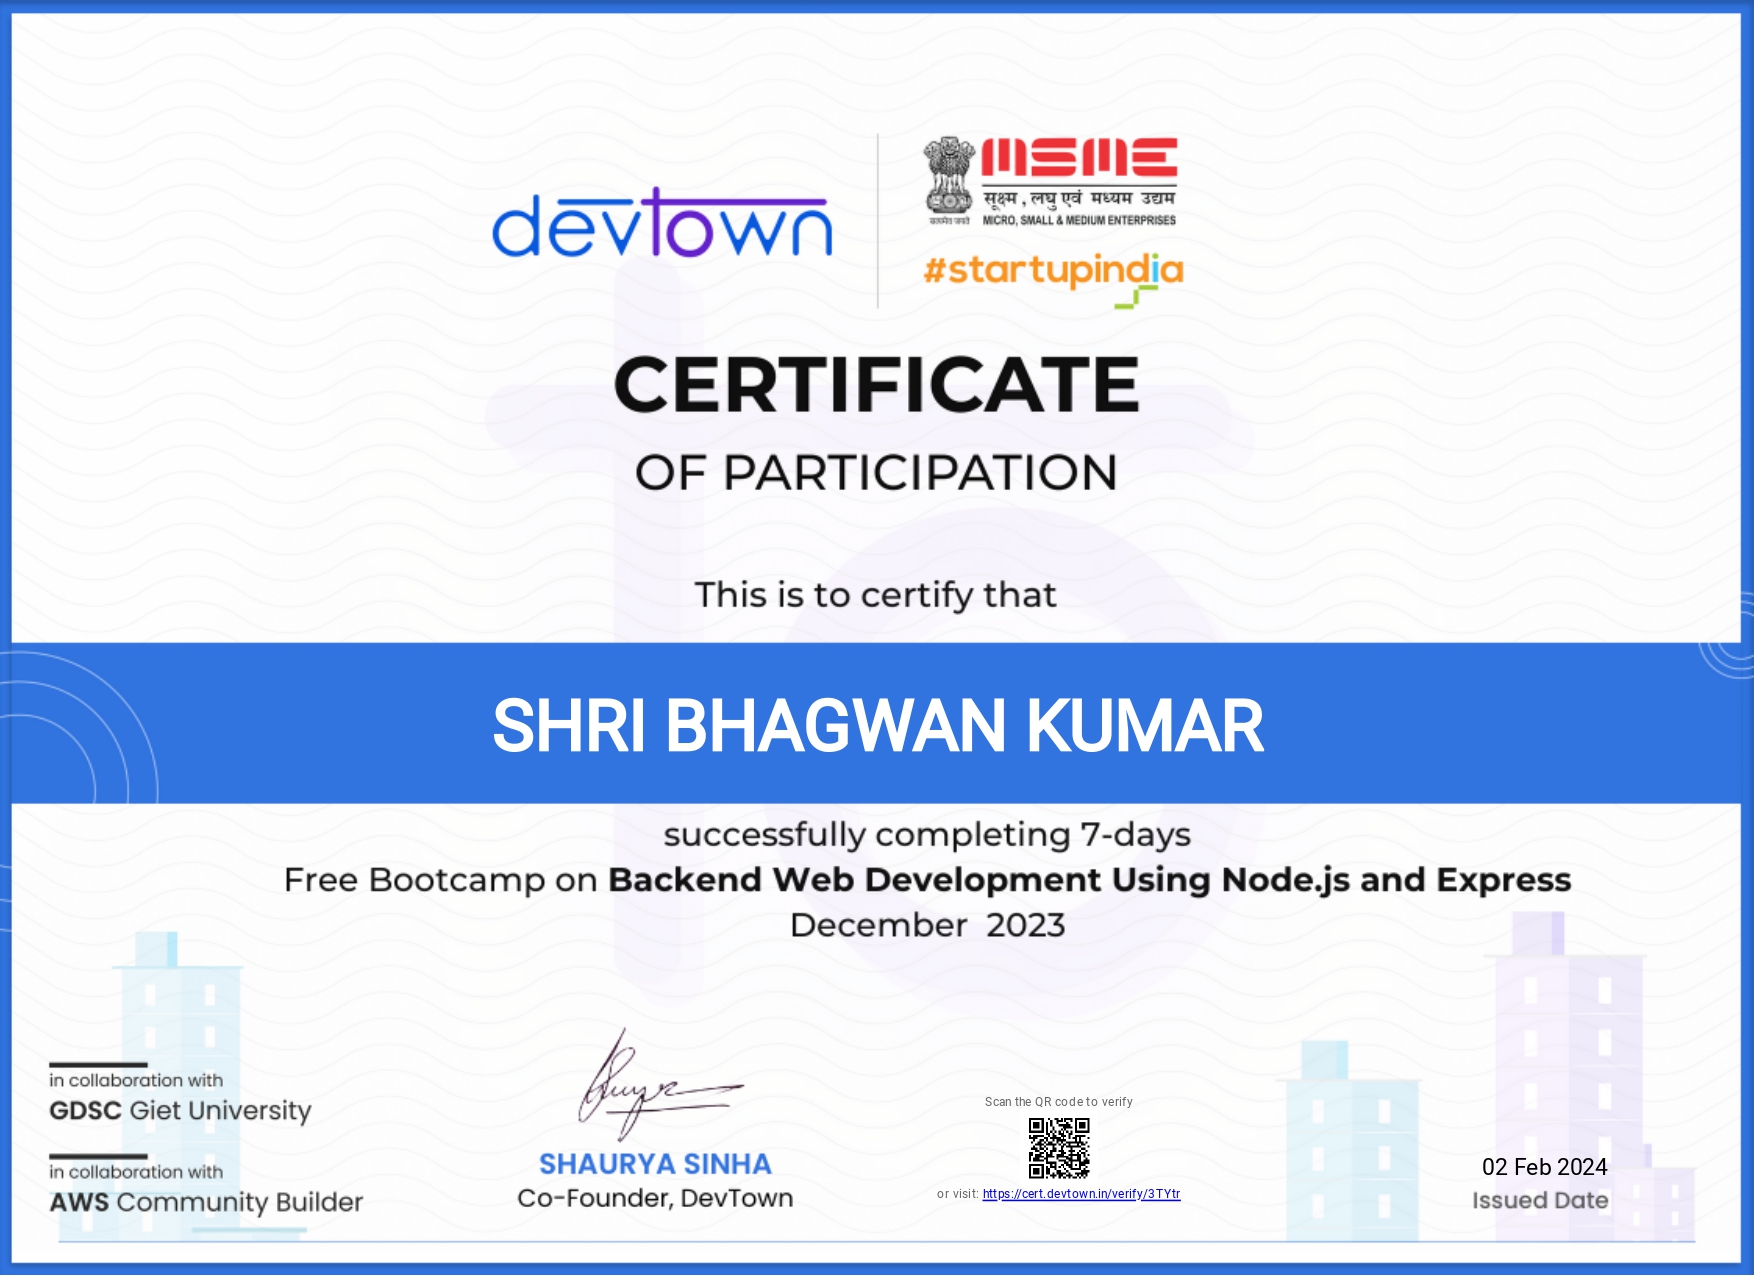 devtown
MSME
सूक्ष्म, लघु एवं मध्यम उद्यम
सत्यमेव जयते
MICRO, SMALL & MEDIUM ENTERPRISES
#startupindia
CERTIFICATE
OF PARTICIPATION
This is to certify that
SHRI BHAGWAN KUMAR
successfully completing 7-days
Free Bootcamp on Backend Web Development Using Node.js and Express
December 2023
in collaboration with
GDSC Giet University
in collaboration with
AWS Community Builder
SHAURYA SINHA
Co-Founder, DevTown
Scan the QR code to verify
or visit: https://cert.devtown.in/verify/3TYtr
02 Feb 2024
Issued Date